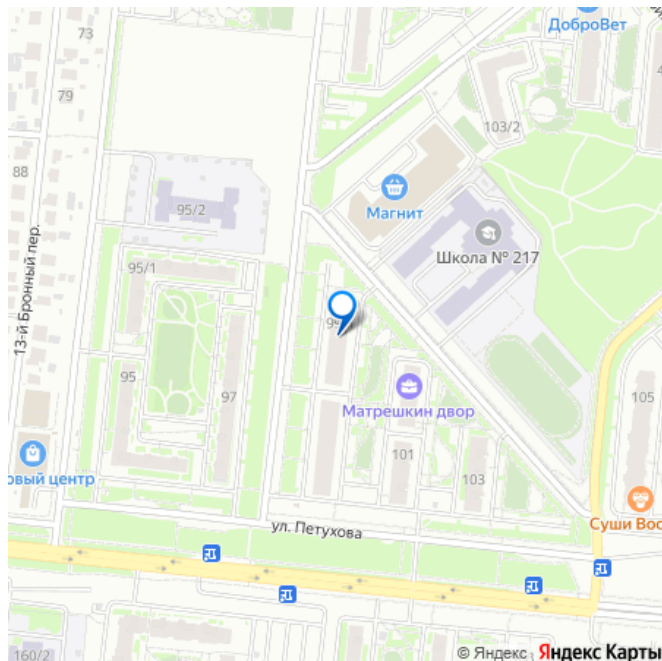 ДоброВет
73
79
103/2
88
Магнит
95/2
Школа № 217
95/1
13-й Бронный пер.
95
97
Матрешкин двор
105
101
103
овый центр
Суши Вос
ул. Петухова
160/2
© Яндекс Яндекс Карты